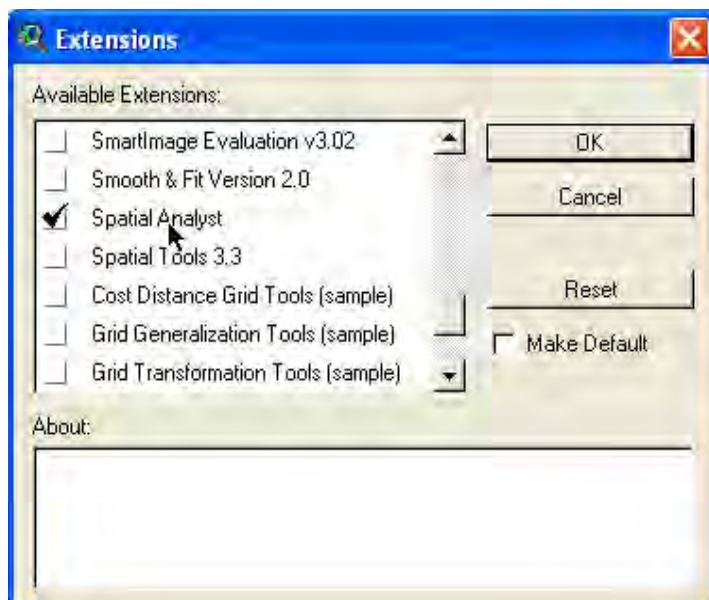 Extensions
Available Extensions:
SmartImage Evaluation v3.02
Smooth & Fit Version 2.0
Spatial Analyst
Spatial Tools 3.3
Cost Distance Grid Tools (sample)
Grid Generalization Tools (sample)
Grid Transformation Tools (sample)
OK
Cancel
Reset
Make Default
About: